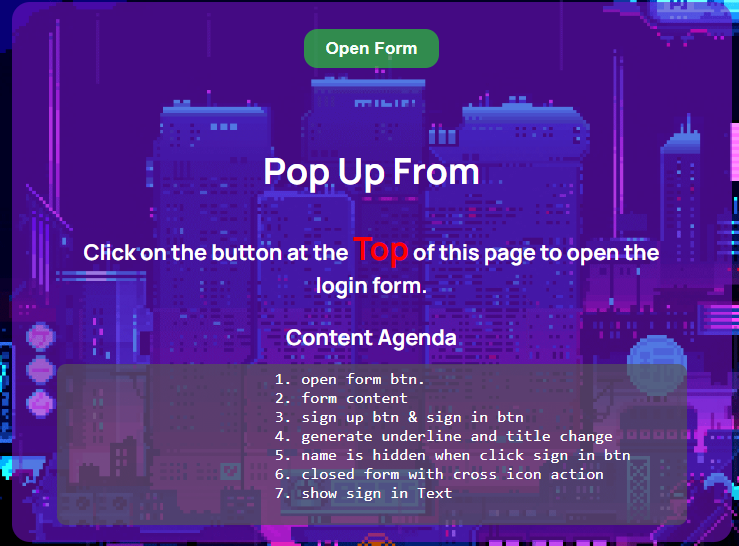 Open Form
Pop Up From
Click on the button at the Top of this page to open the
login form.
Content Agenda
1. open form btn.
2. form content
3. sign up btn & sign in btn
4. generate underline and title change
5. name is hidden when click sign in btn
6. closed form with cross icon action
7. show sign in Text